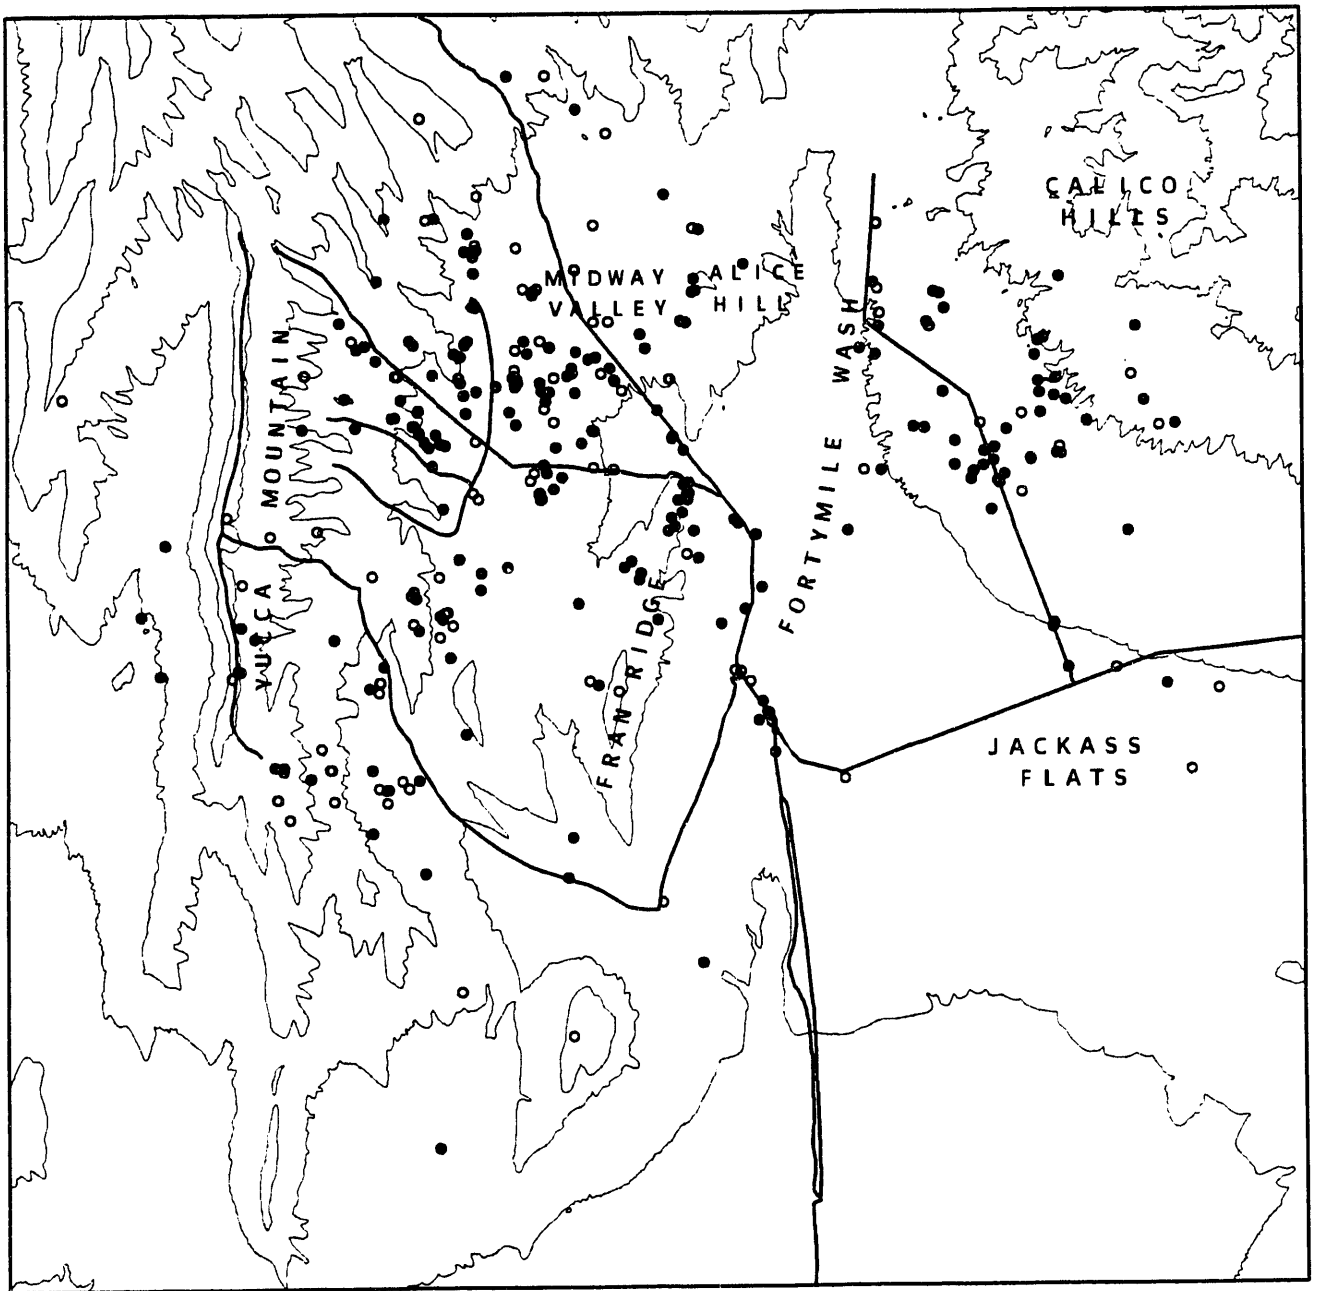 CALICO
HILLS
MIDWAY
VALLEY
ALICE
HILL
FORTYMILE WASH
YUCCA MOUNTAIN
FRAN RIDGE
JACKASS
FLATS